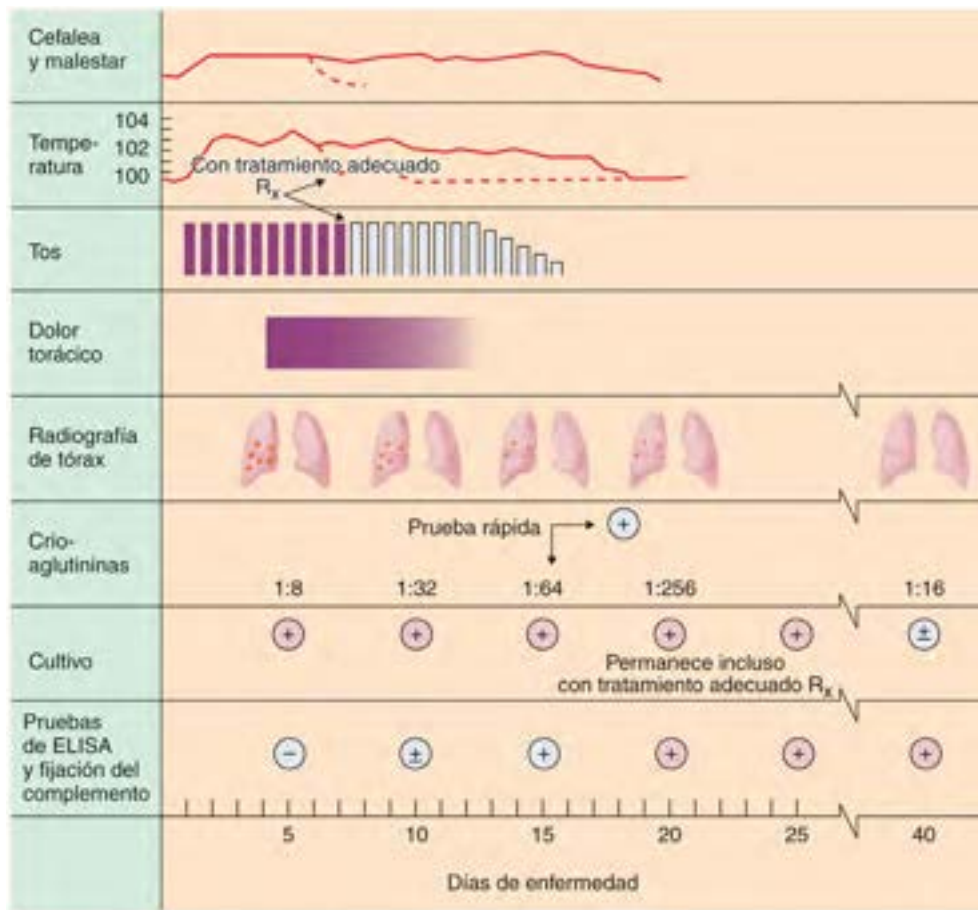 Cefalea
y malestar
Tempe-
ratura
104
102
100
Con tratamiento adecuado
Rx
Tos
Dolor
torácico
Radiografía
de tórax
Crio-
aglutininas
Prueba rápida
+
1:8 1:32 1:64 1:256 1:16
Cultivo
+ + + + + ±
Permanece incluso
con tratamiento adecuado Rx
Pruebas
de ELISA
y fijación del
complemento
− ± + + + +
5 10 15 20 25 40
Días de enfermedad